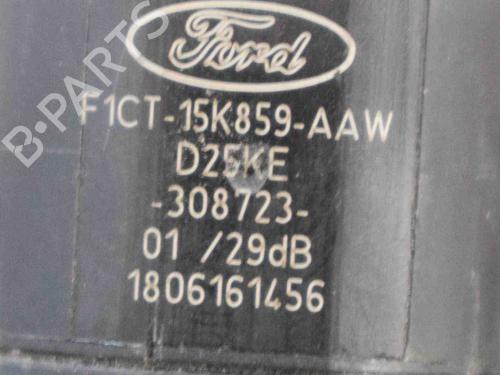 Ford
F1CT-15K859-AAW
D25KE
-308723-
01 /29dB
1806161456
B-PARTS